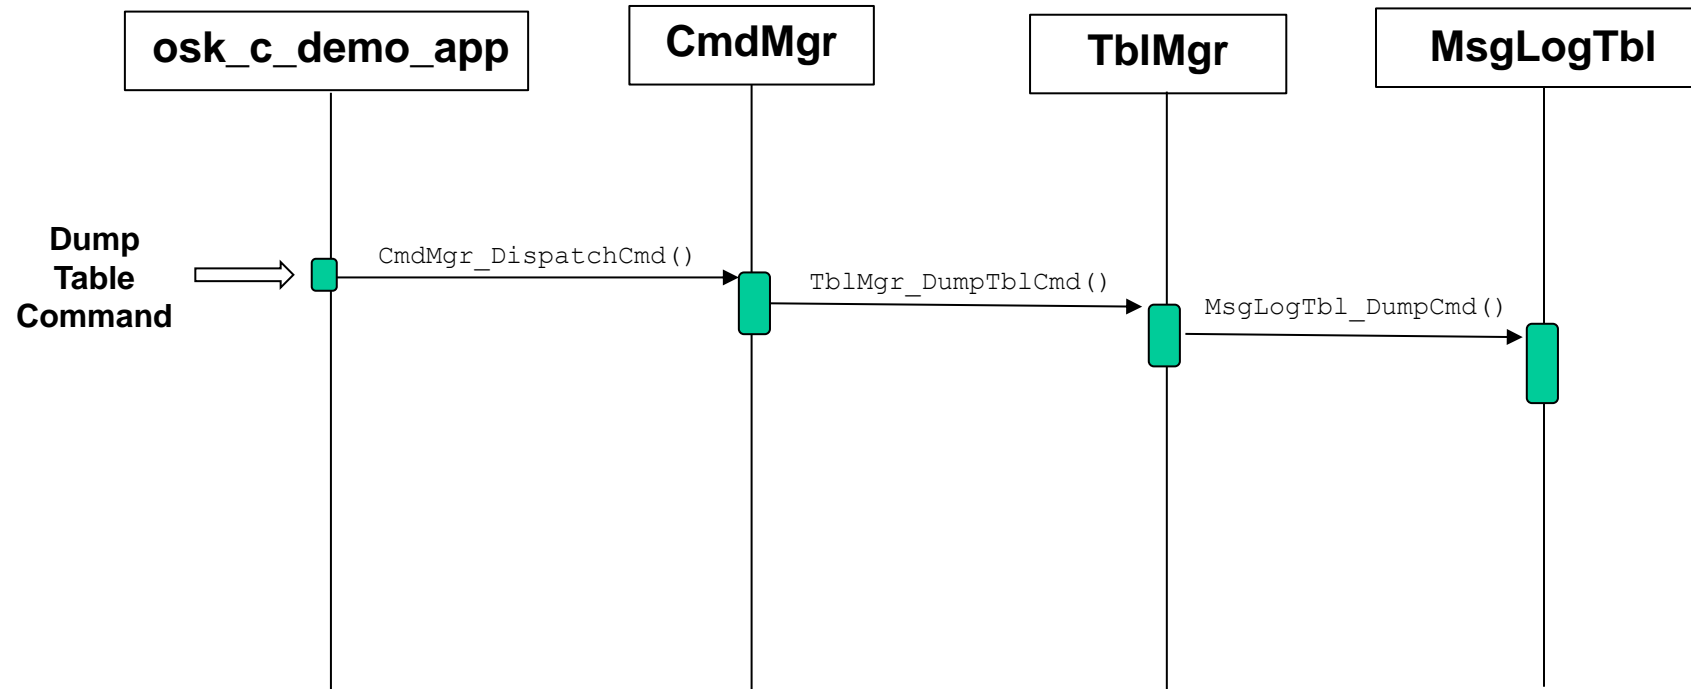 osk_c_demo_app
CmdMgr
TblMgr
MsgLogTbl
Dump
Table
Command
CmdMgr_DispatchCmd()
TblMgr_DumpTblCmd()
MsgLogTbl_DumpCmd()